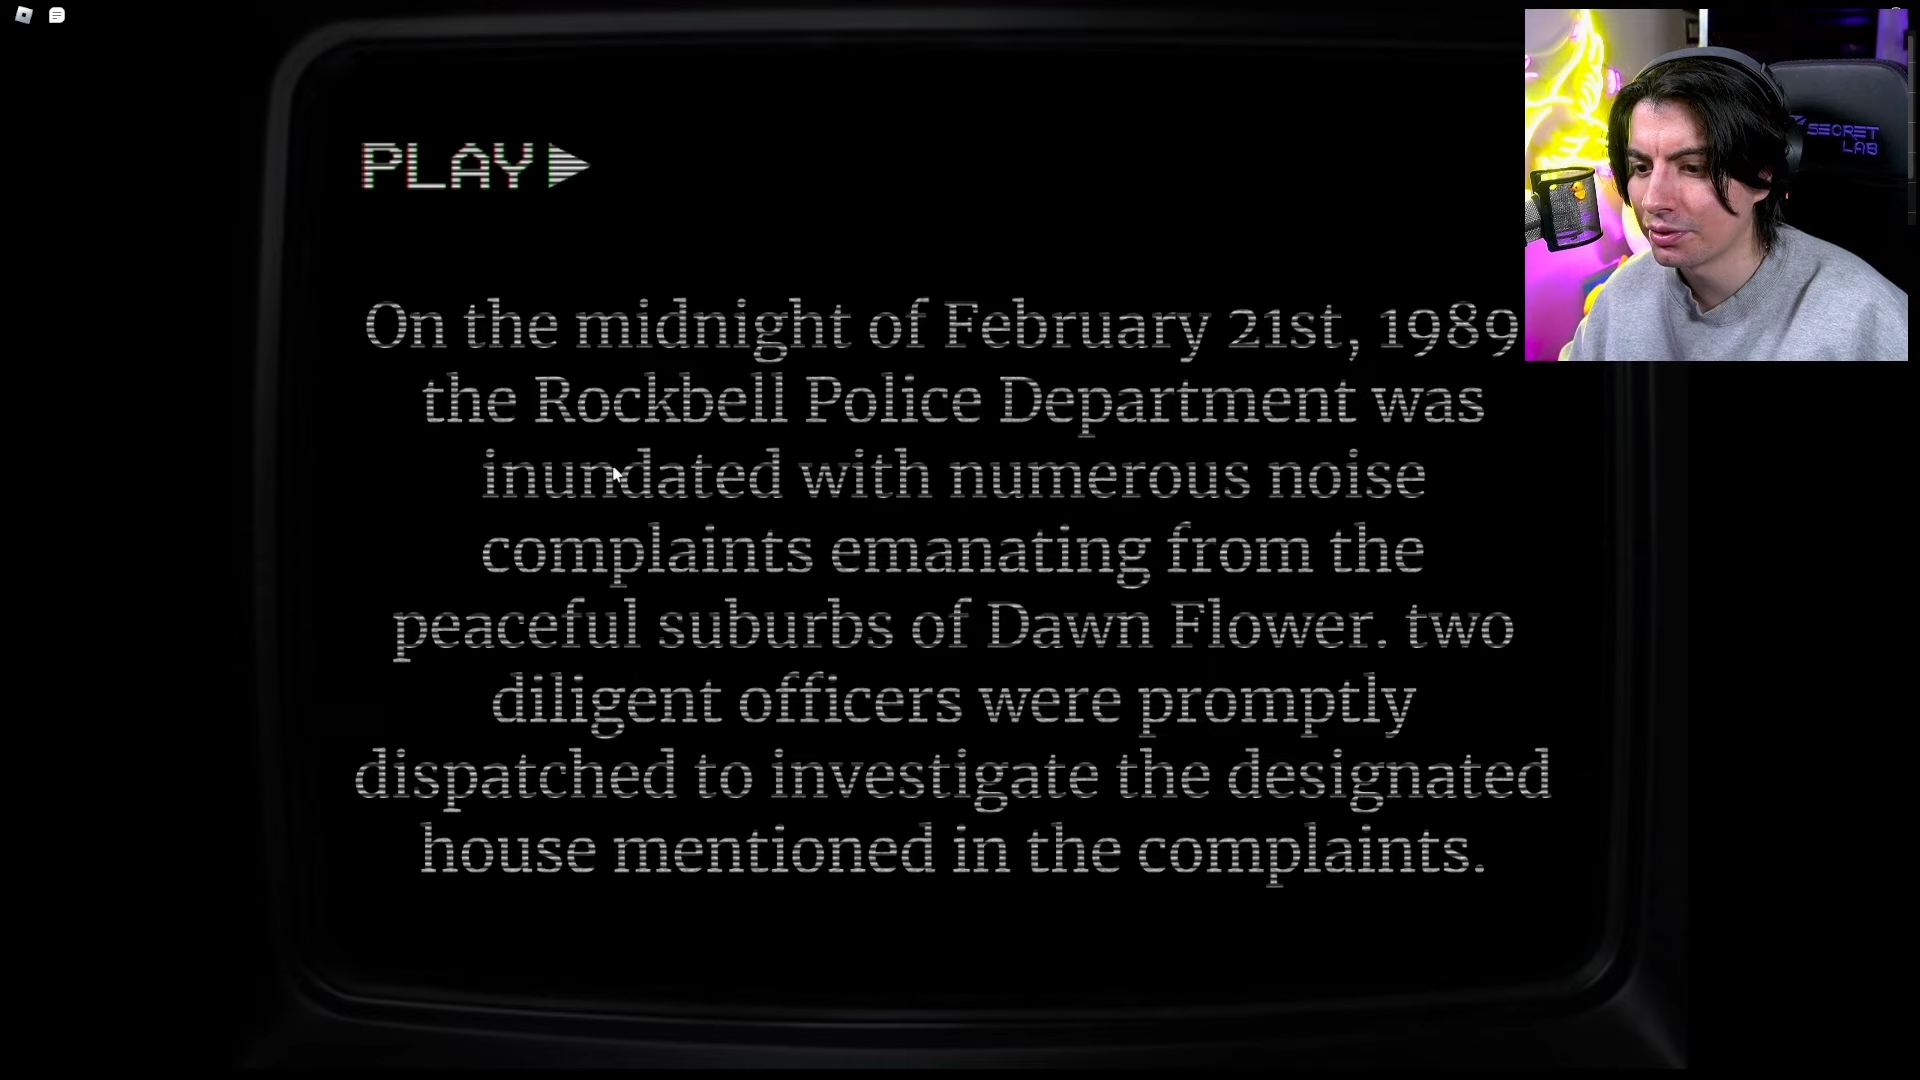 PLAY
On the midnight of February 21st, 1989
the Rockbell Police Department was
inundated with numerous noise
complaints emanating from the
peaceful suburbs of Dawn Flower. two
diligent officers were promptly
dispatched to investigate the designated
house mentioned in the complaints.
SECRET
LAB